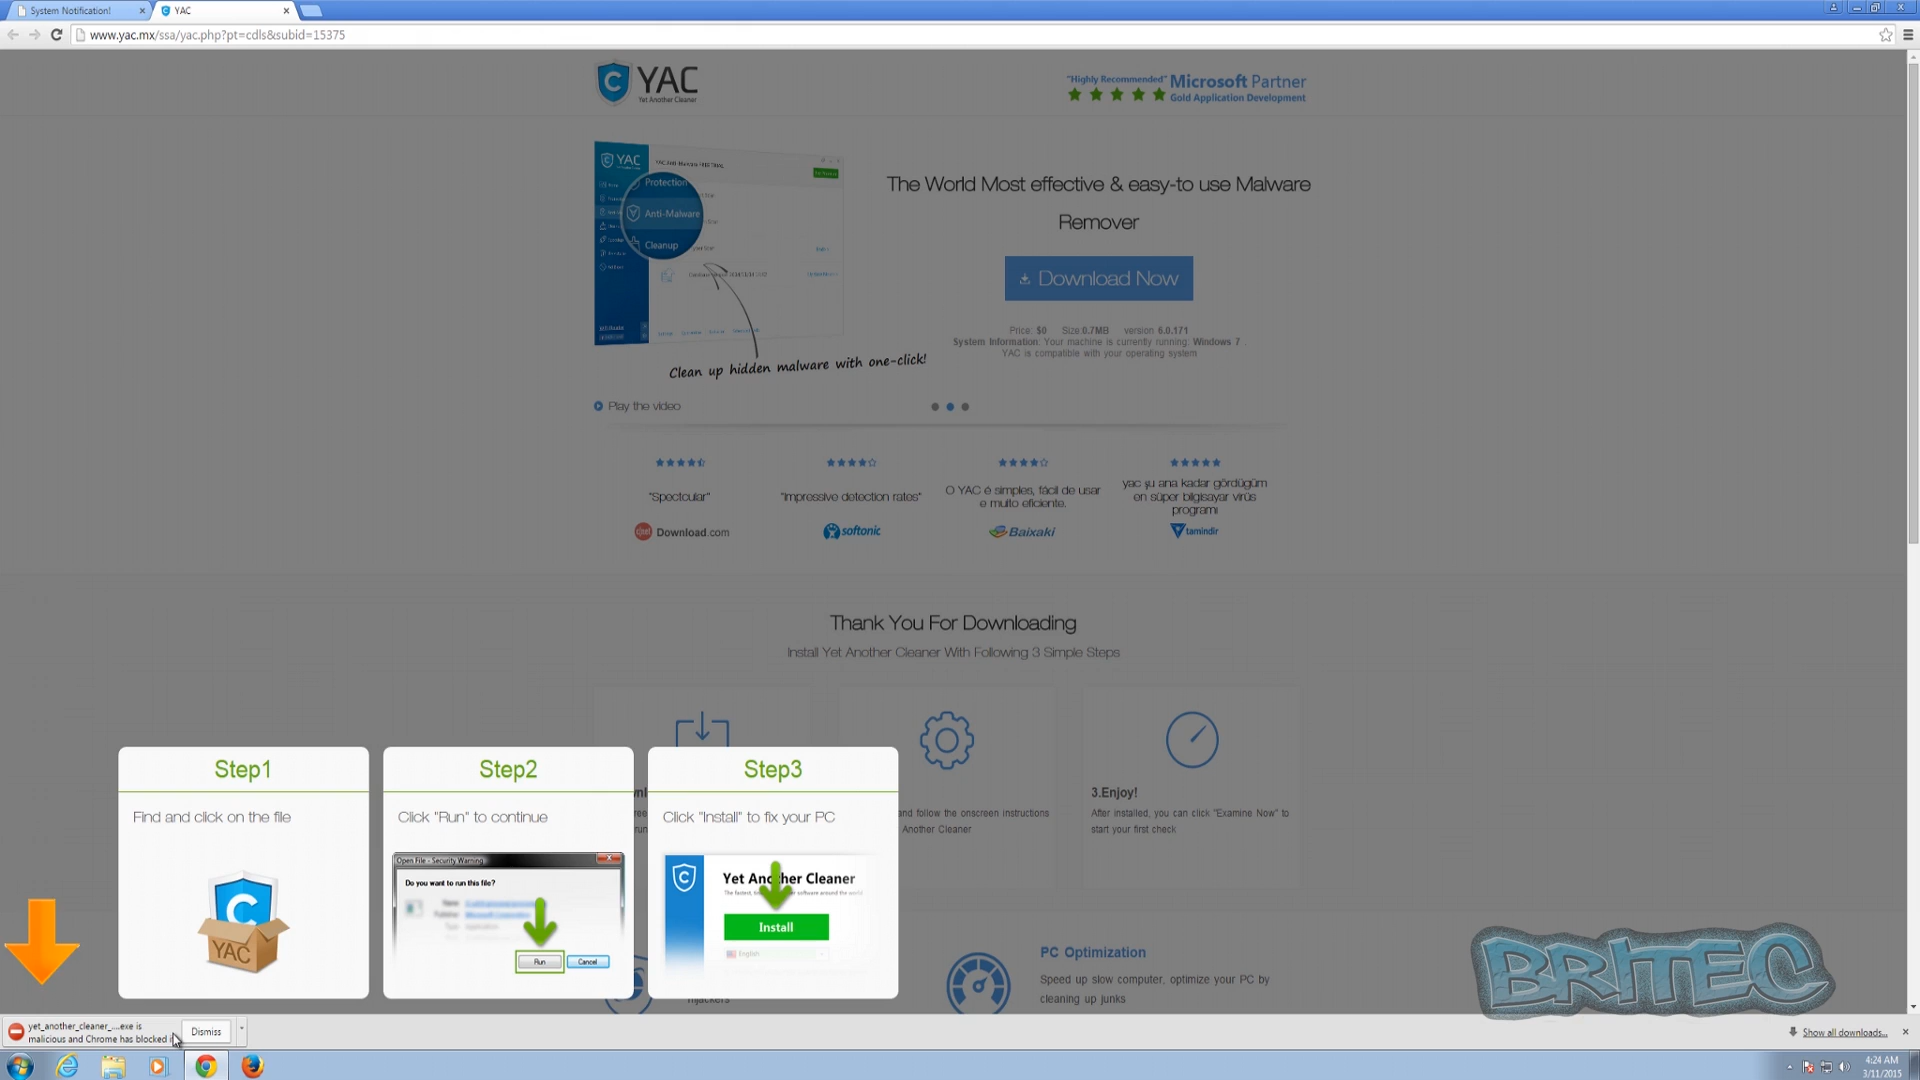 System Notification!
YAC
www.yac.mx/ssa/yac.php?pt=cdls&subid=15375
YAC
Yet Another Cleaner
"Highly Recommended"
Microsoft Partner
Gold Application Development
YAC
Protection
Anti-Malware
Cleanup
Clean up hidden malware with one-click!
The World Most effective & easy-to use Malware
Remover
Download Now
Price: $0 Size:0.7MB version 6.0.171
System Information: Your machine is currently running: Windows 7 .
YAC is compatible with your operating system
Play the video
"Spectcular"
"Impressive detection rates"
O YAC é simples, fácil de usar
e muito eficiente.
yac şu ana kadar gördüğüm
en süper bilgisayar virüs
programı
cnet Download.com
softonic
Baixaki
tamindir
Thank You For Downloading
Install Yet Another Cleaner With Following 3 Simple Steps
Step1
Find and click on the file
YAC
Step2
Click "Run" to continue
Open File - Security Warning
Do you want to run this file?
Run
Cancel
Step3
Click "Install" to fix your PC
Yet Another Cleaner
Install
English
and follow the onscreen instructions
Another Cleaner
3.Enjoy!
After installed, you can click "Examine Now" to
start your first check
hijackers
PC Optimization
Speed up slow computer, optimize your PC by
cleaning up junks
BRITEC
yet_another_cleaner_....exe is
malicious and Chrome has blocked
Dismiss
Show all downloads...
4:24 AM
3/11/2015